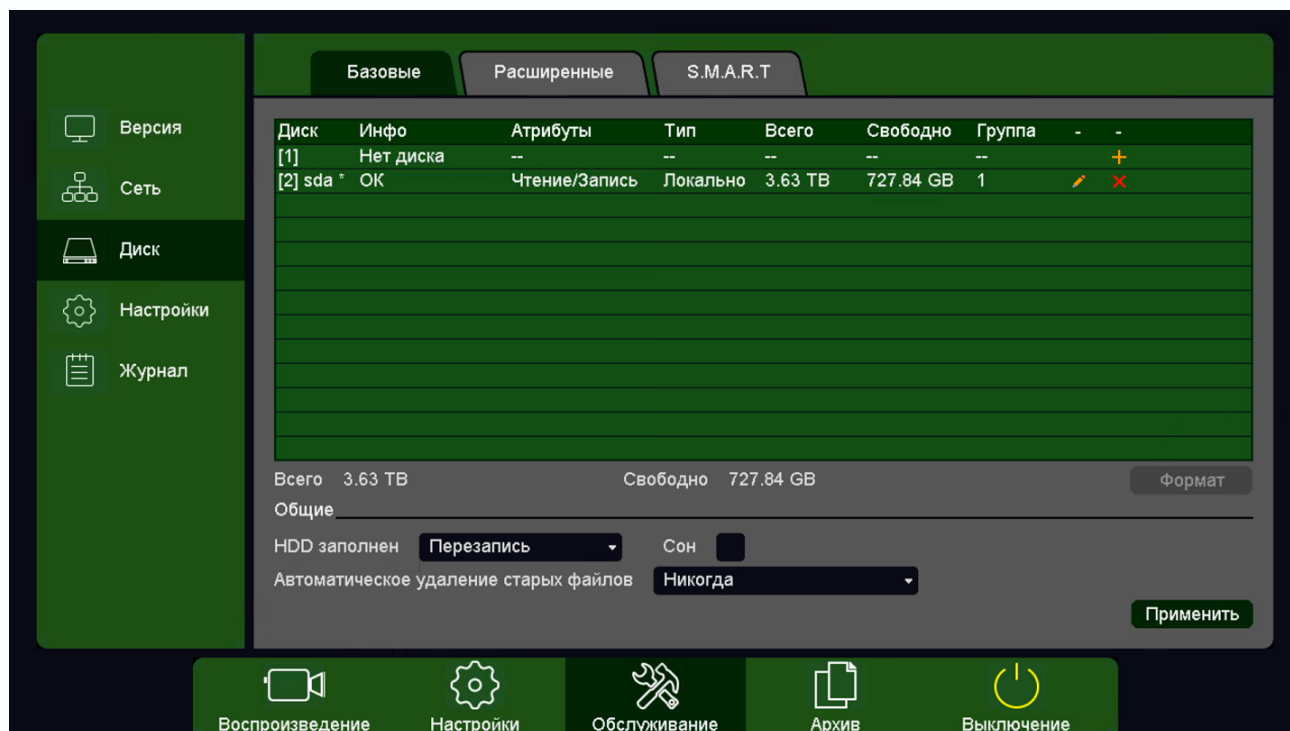 Базовые Расширенные S.M.A.R.T
Версия
Сеть
Диск
Настройки
Журнал
Диск Инфо Атрибуты Тип Всего Свободно Группа - -
[1] Нет диска -- -- -- -- --
[2] sda * ОК Чтение/Запись Локально 3.63 TB 727.84 GB 1
Всего 3.63 TB Свободно 727.84 GB Формат
Общие
HDD заполнен Перезапись Сон
Автоматическое удаление старых файлов Никогда
Применить
Воспроизведение Настройки Обслуживание Архив Выключение